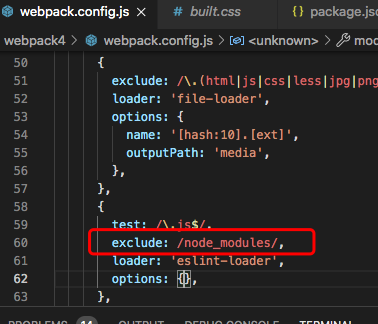 webpack.config.js
built.css
package.jso
webpack4 > webpack.config.js > <unknown> > mod
50 {
51 exclude: /\.(html|js|css|less|jpg|png
52 loader: 'file-loader',
53 options: {
54 name: '[hash:10].[ext]',
55 outputPath: 'media',
56 },
57 },
58 {
59 test: /\.js$/,
60 exclude: /node_modules/,
61 loader: 'eslint-loader',
62 options: {},
63 },
PROBLEMS 14 OUTPUT DEBUG CONSOLE TERMINAL